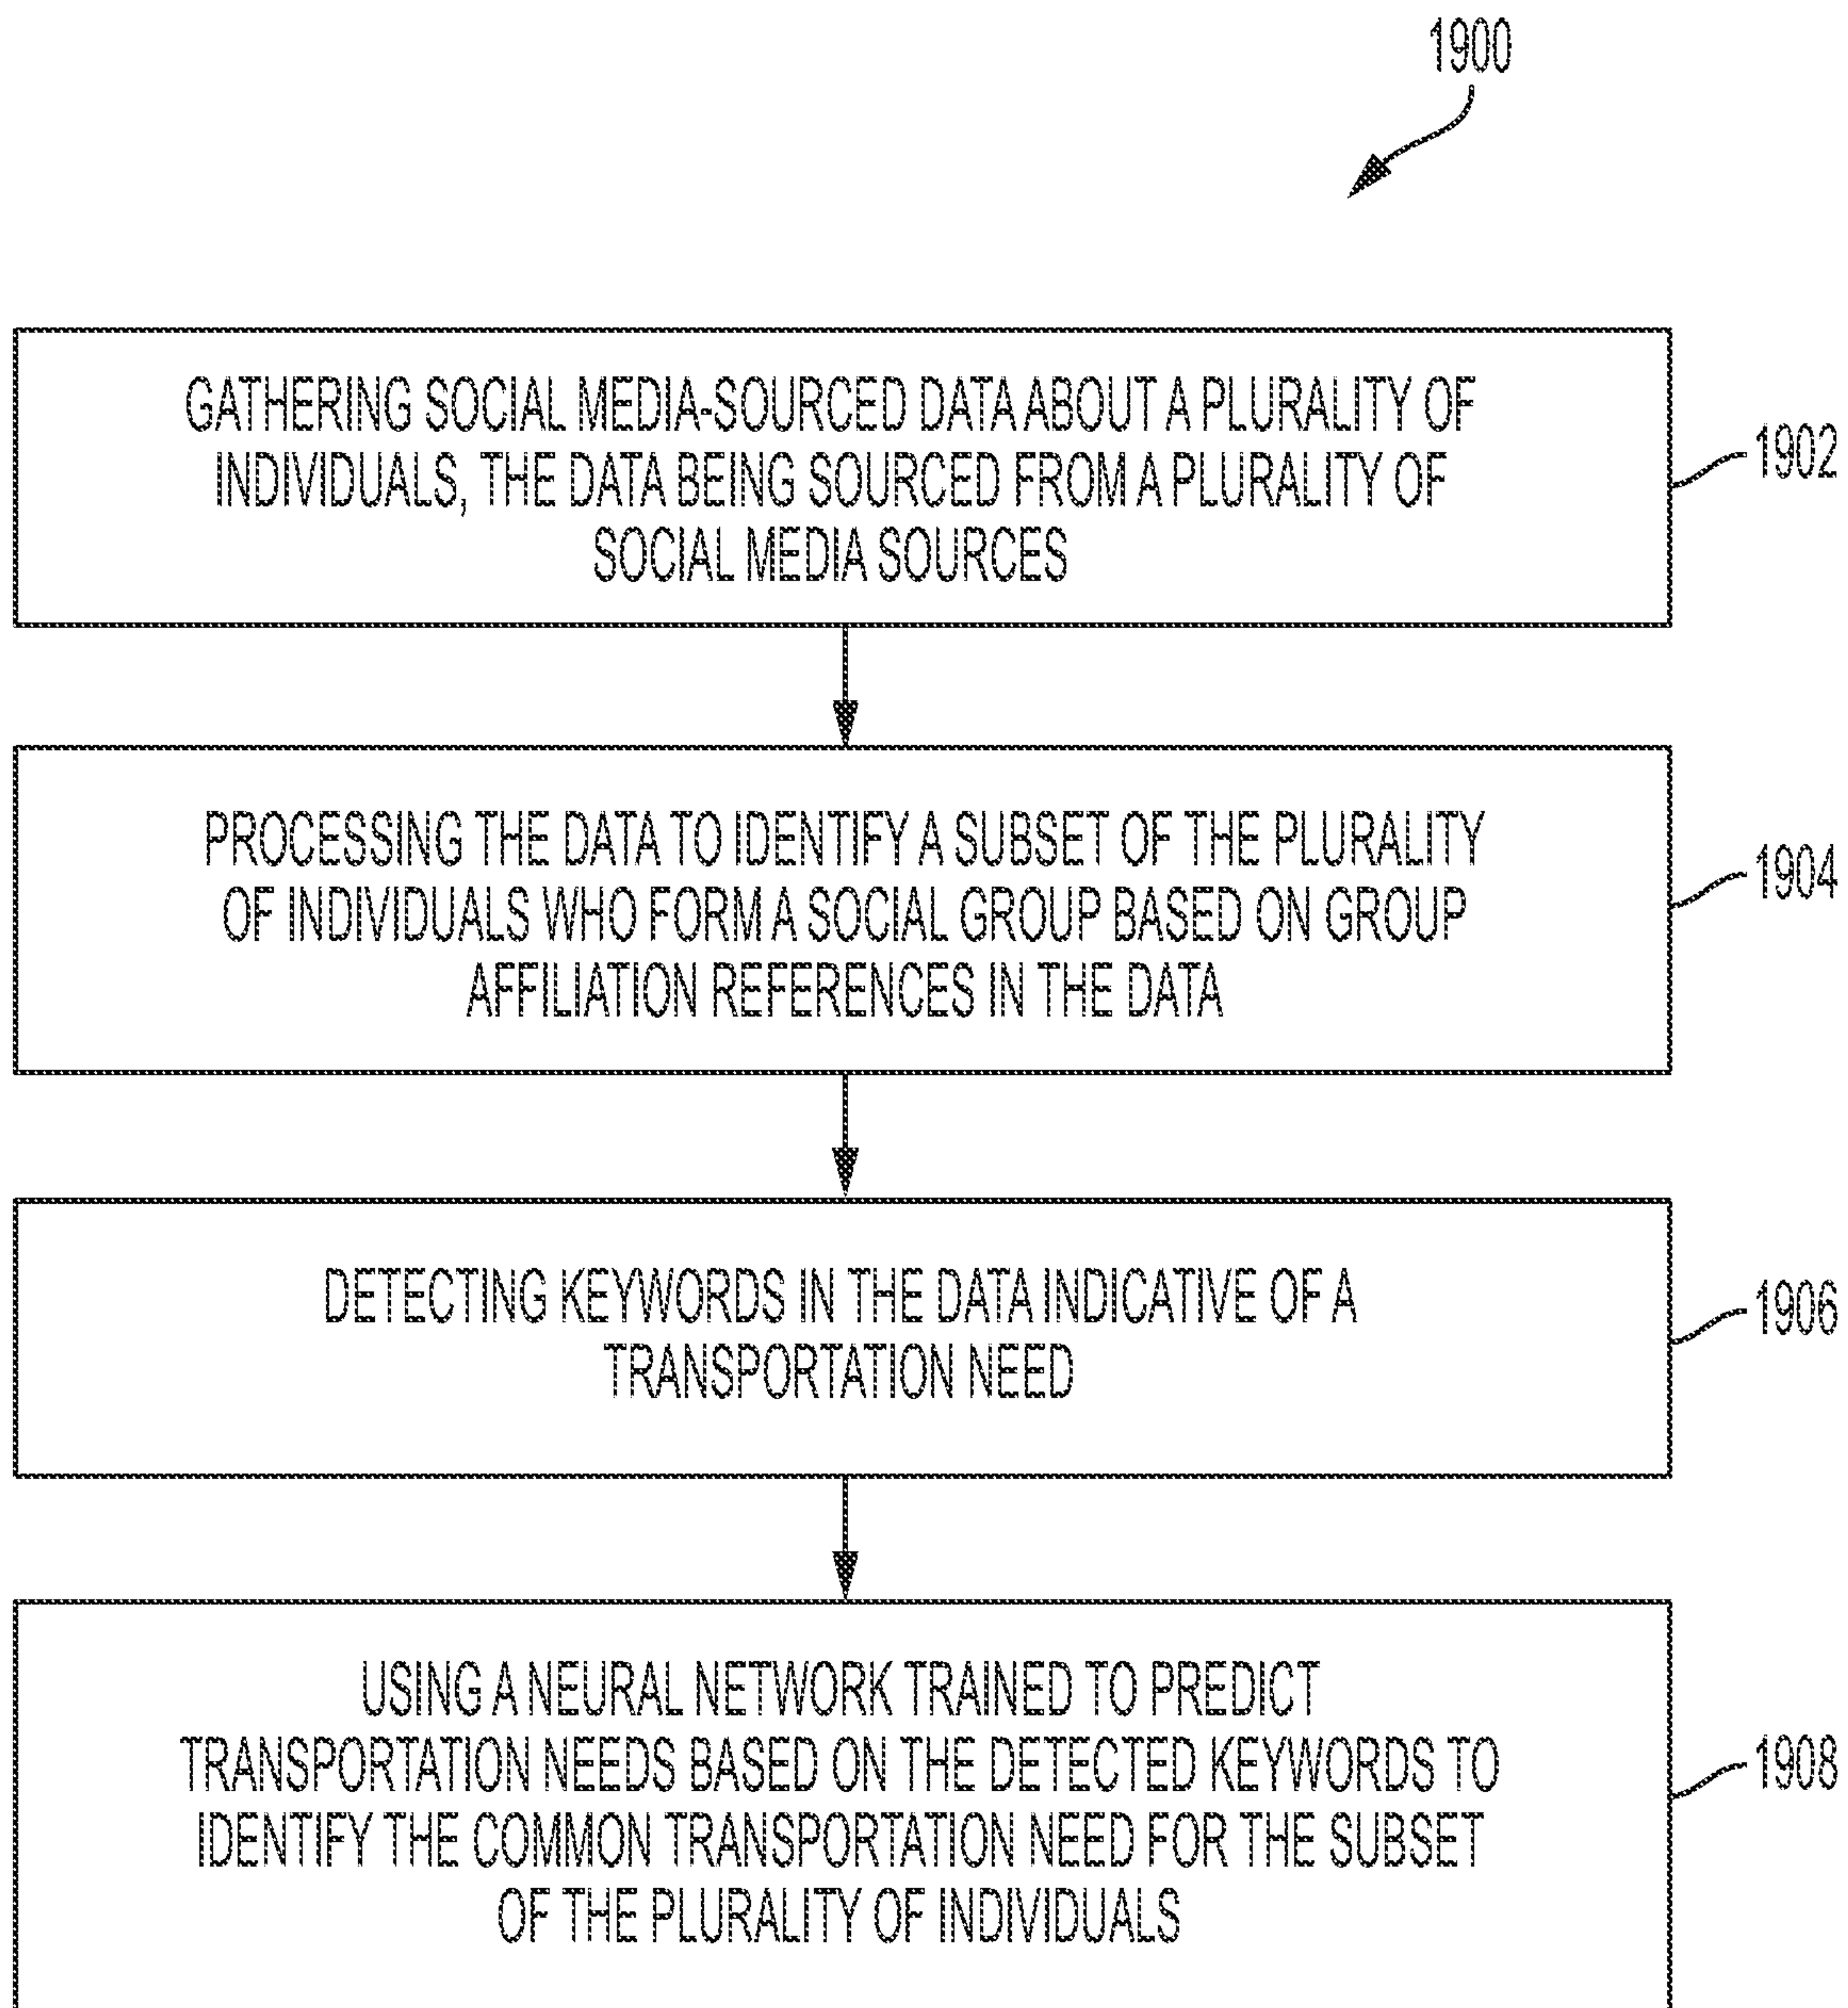 1900
GATHERING SOCIAL MEDIA-SOURCED DATA ABOUT A PLURALITY OF
INDIVIDUALS, THE DATA BEING SOURCED FROM A PLURALITY OF
SOCIAL MEDIA SOURCES
1902
PROCESSING THE DATA TO IDENTIFY A SUBSET OF THE PLURALITY
OF INDIVIDUALS WHO FORM A SOCIAL GROUP BASED ON GROUP
AFFILIATION REFERENCES IN THE DATA
1904
DETECTING KEYWORDS IN THE DATA INDICATIVE OF A
TRANSPORTATION NEED
1906
USING A NEURAL NETWORK TRAINED TO PREDICT
TRANSPORTATION NEEDS BASED ON THE DETECTED KEYWORDS TO
IDENTIFY THE COMMON TRANSPORTATION NEED FOR THE SUBSET
OF THE PLURALITY OF INDIVIDUALS
1908